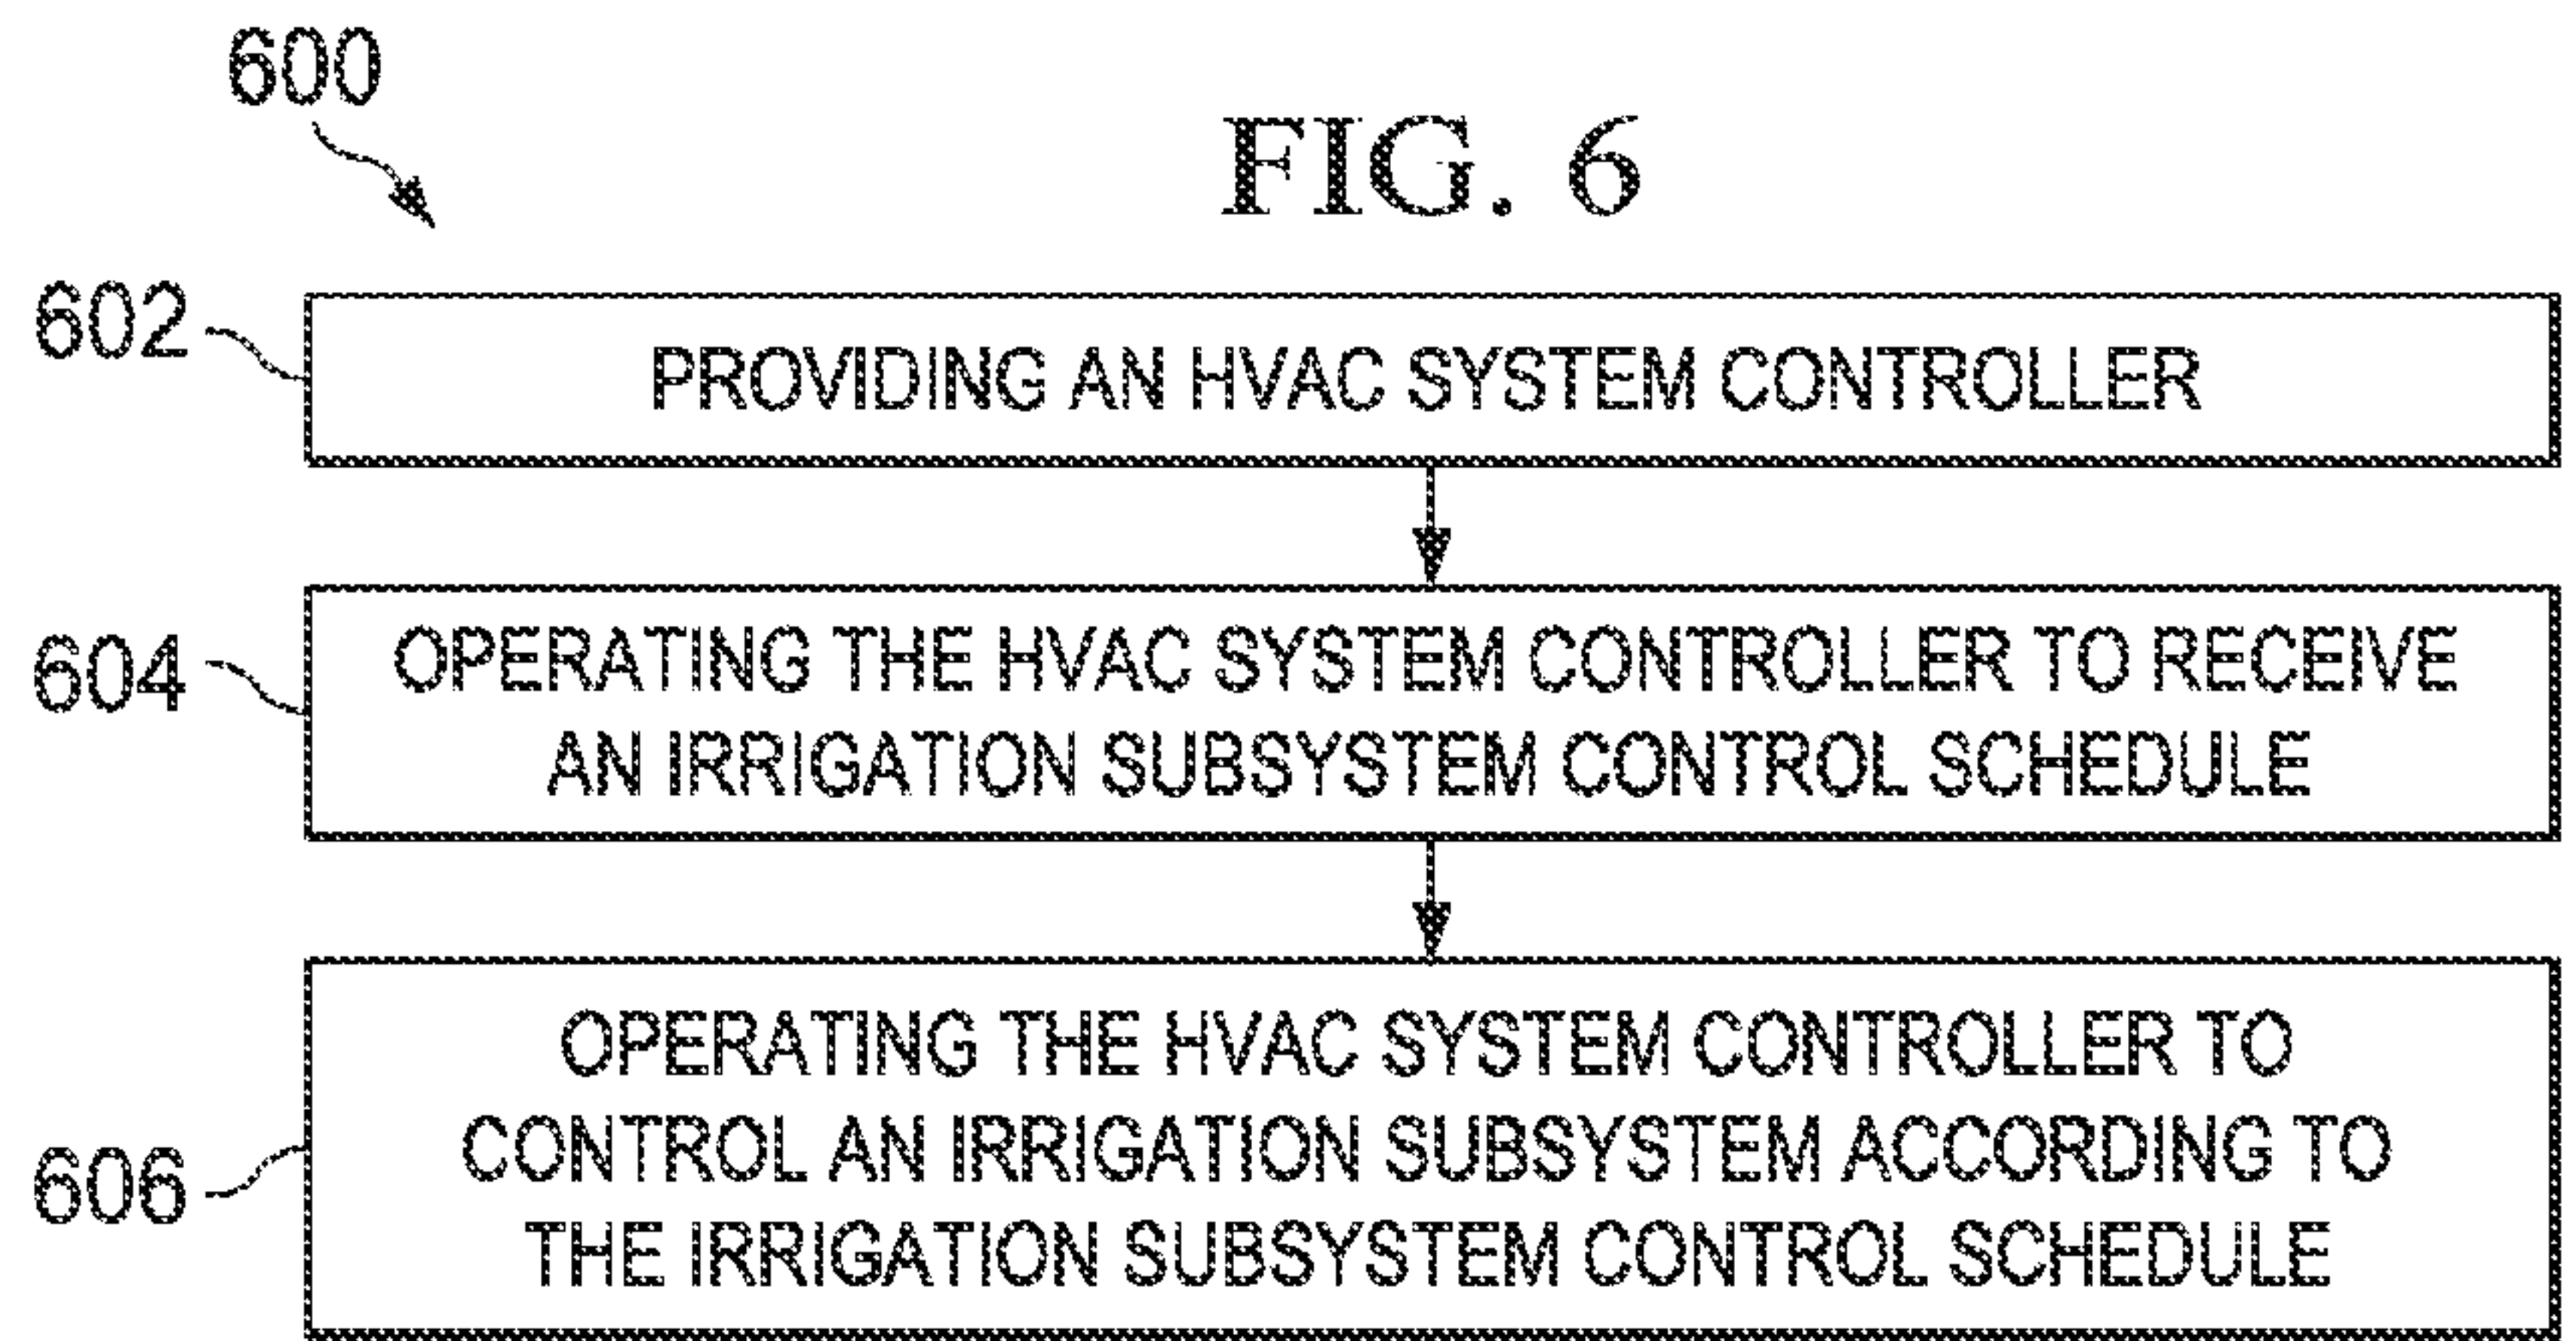 600
FIG. 6
602
PROVIDING AN HVAC SYSTEM CONTROLLER
604
OPERATING THE HVAC SYSTEM CONTROLLER TO RECEIVE
AN IRRIGATION SUBSYSTEM CONTROL SCHEDULE
606
OPERATING THE HVAC SYSTEM CONTROLLER TO
CONTROL AN IRRIGATION SUBSYSTEM ACCORDING TO
THE IRRIGATION SUBSYSTEM CONTROL SCHEDULE